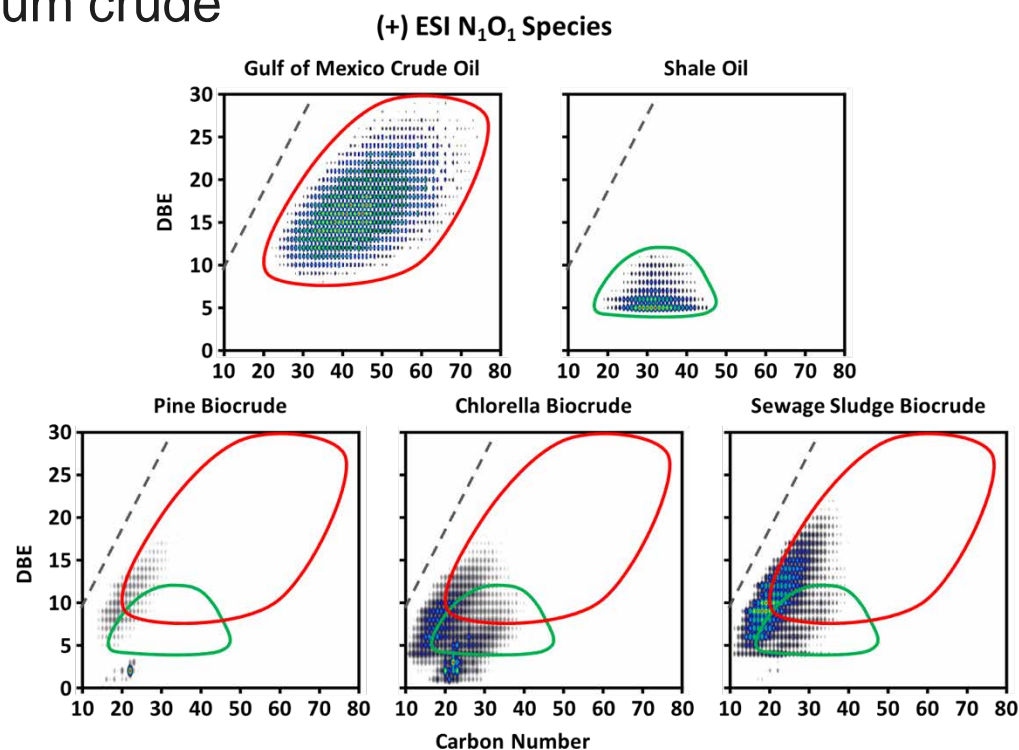 um crude
(+) ESI N₁O₁ Species
Gulf of Mexico Crude Oil
Shale Oil
DBE
30
25
20
15
10
5
0
10 20 30 40 50 60 70 80
10 20 30 40 50 60 70 80
Pine Biocrude
Chlorella Biocrude
Sewage Sludge Biocrude
DBE
30
25
20
15
10
5
0
10 20 30 40 50 60 70 80
10 20 30 40 50 60 70 80
10 20 30 40 50 60 70 80
Carbon Number